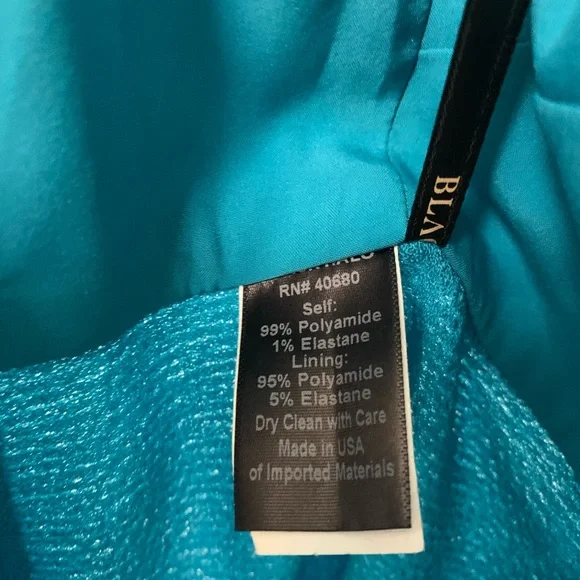 BLA
RN# 40680
Self:
99% Polyamide
1% Elastane
Lining:
95% Polyamide
5% Elastane
Dry Clean with Care
Made in USA
of Imported Materials